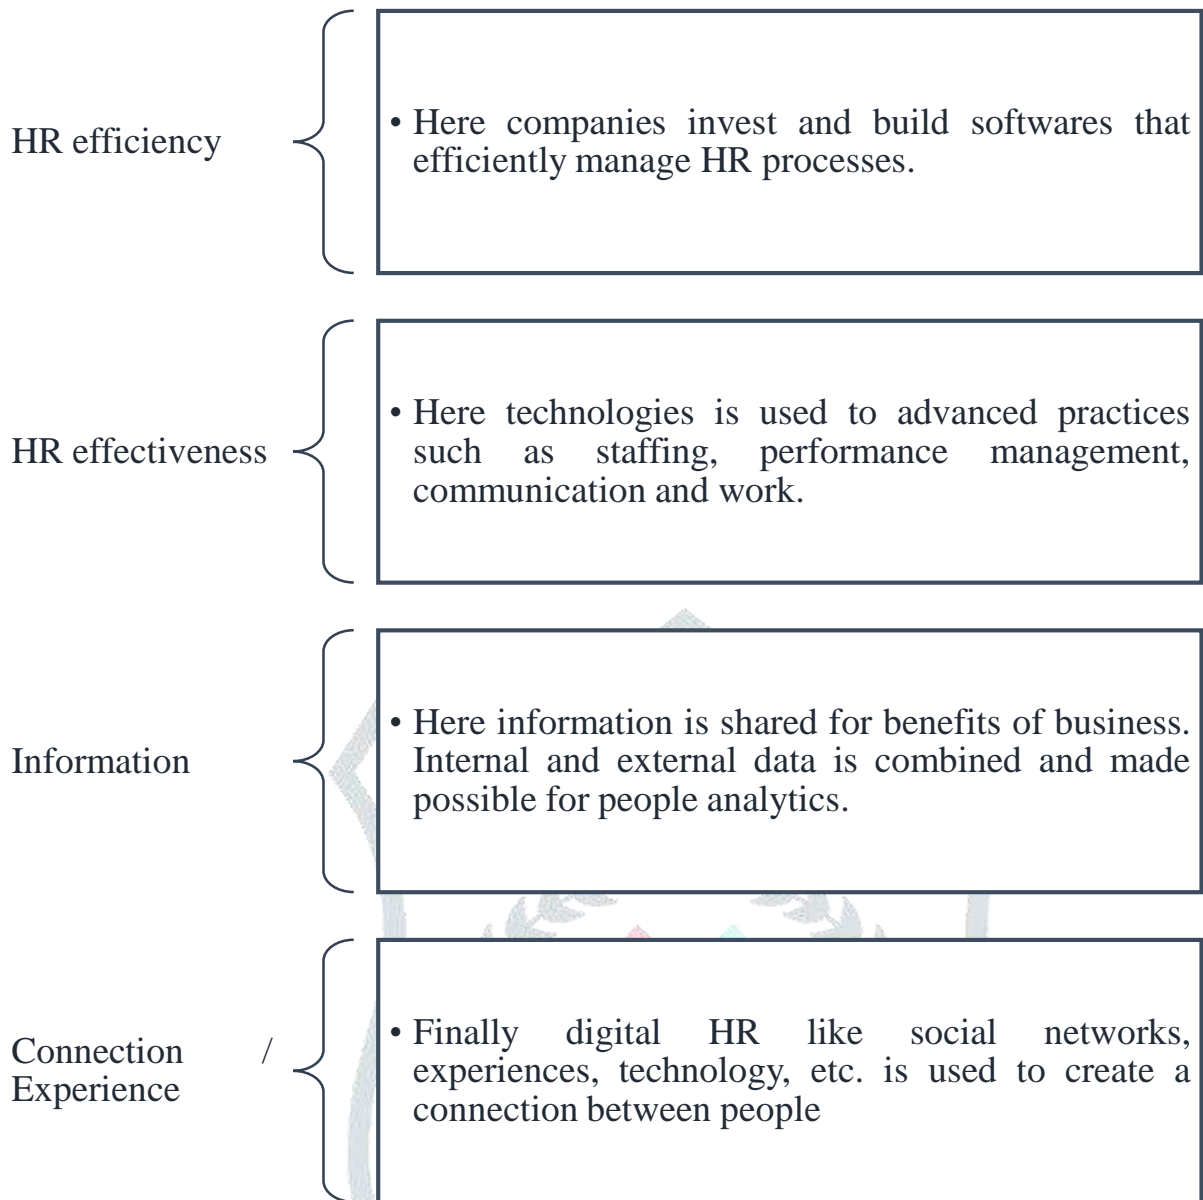 HR efficiency
• Here companies invest and build softwares that
efficiently manage HR processes.
HR effectiveness
• Here technologies is used to advanced practices
such as staffing, performance management,
communication and work.
Information
• Here information is shared for benefits of business.
Internal and external data is combined and made
possible for people analytics.
Connection /
Experience
• Finally digital HR like social networks,
experiences, technology, etc. is used to create a
connection between people